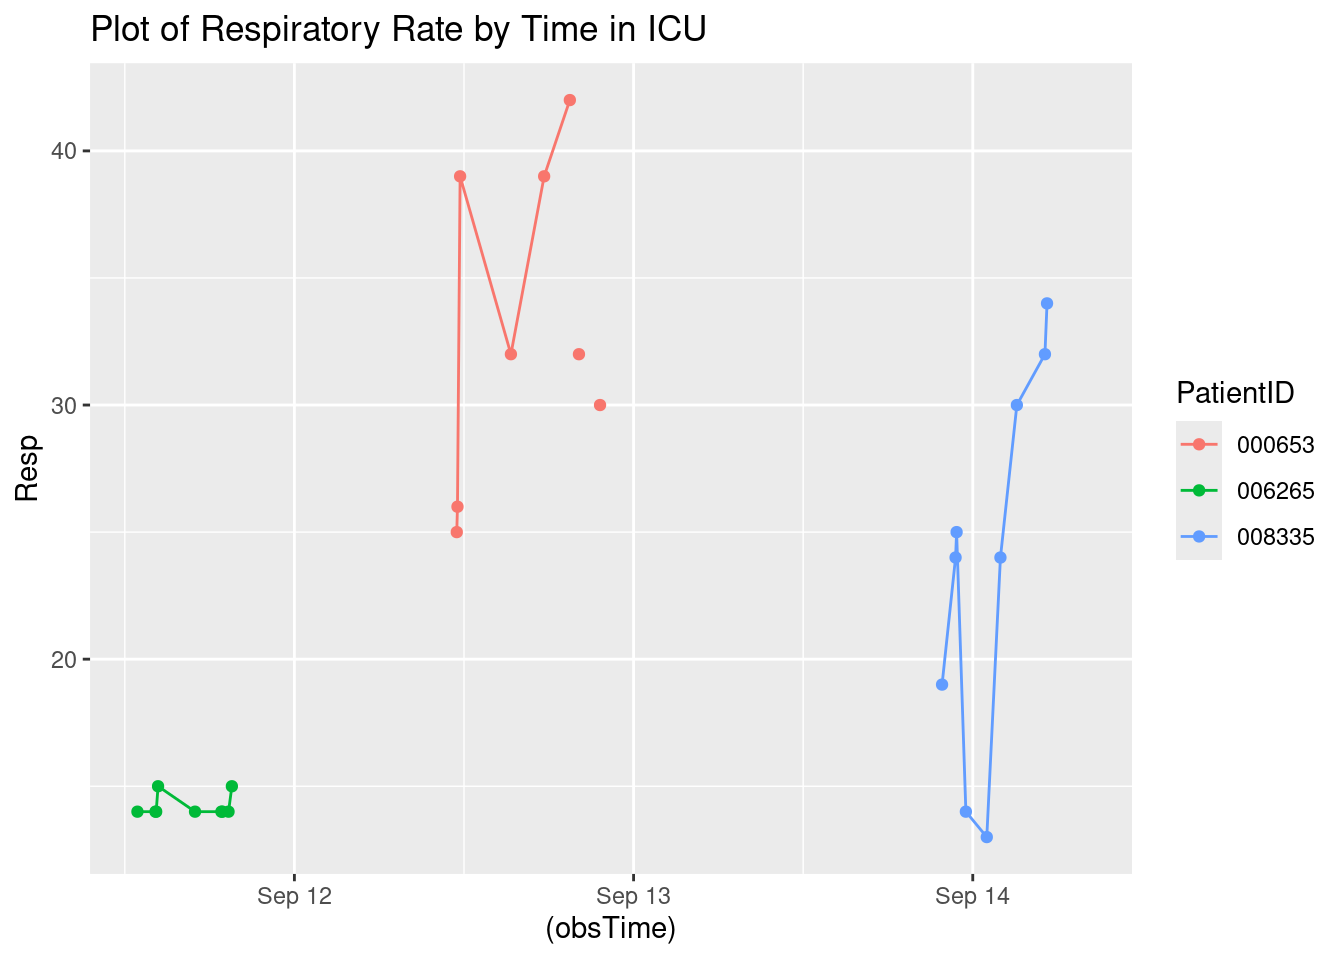 Plot of Respiratory Rate by Time in ICU
40
30
20
Resp
Sep 12
Sep 13
Sep 14
(obsTime)
PatientID
000653
006265
008335